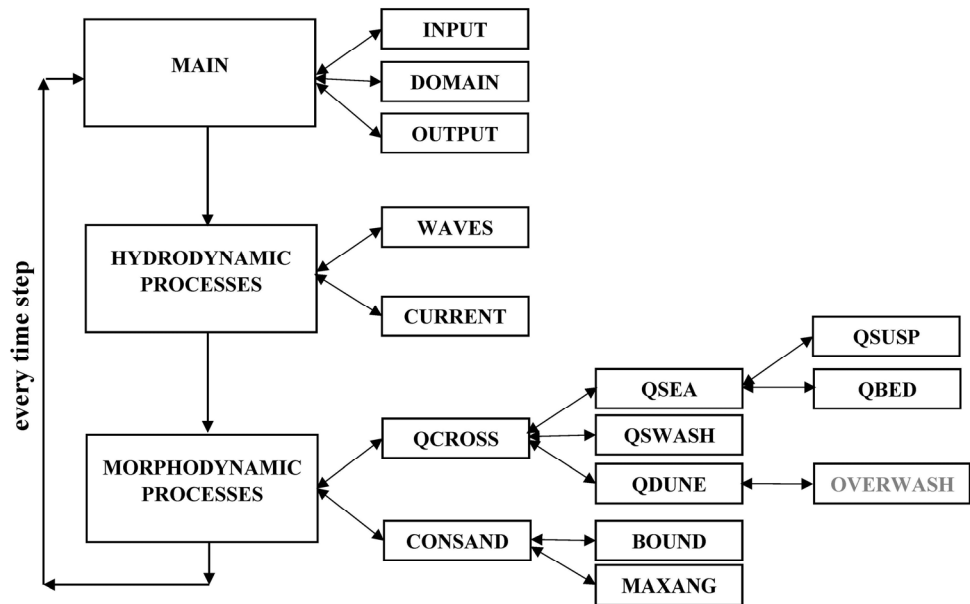 MAIN
INPUT
DOMAIN
OUTPUT
HYDRODYNAMIC
PROCESSES
WAVES
CURRENT
every time step
MORPHODYNAMIC
PROCESSES
QCROSS
QSEA
QSUSP
QBED
QSWASH
QDUNE
OVERWASH
CONSAND
BOUND
MAXANG